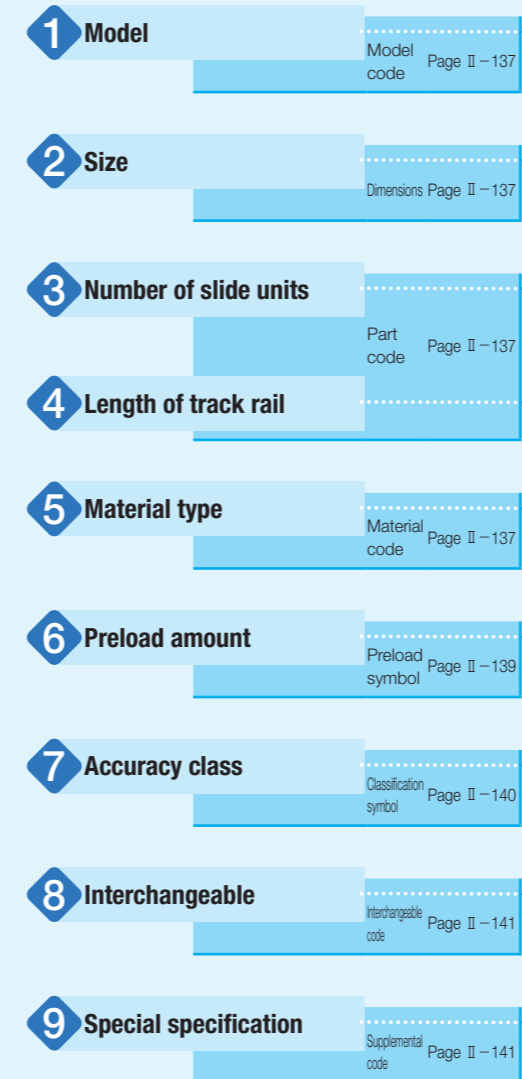 1 Model
Model
code
Page Ⅱ－137
2 Size
Dimensions Page Ⅱ－137
3 Number of slide units
Part
code
Page Ⅱ－137
4 Length of track rail
5 Material type
Material
code
Page Ⅱ－137
6 Preload amount
Preload
symbol
Page Ⅱ－139
7 Accuracy class
Classification
symbol
Page Ⅱ－140
8 Interchangeable
Interchangeable
code
Page Ⅱ－141
9 Special specification
Supplemental
code
Page Ⅱ－141